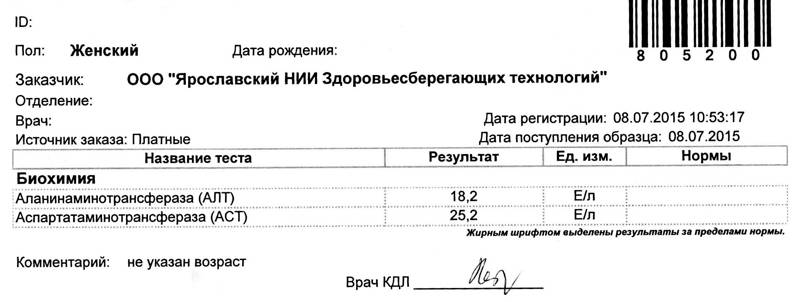 ID:
805200
Пол: Женский Дата рождения:
Заказчик: ООО "Ярославский НИИ Здоровьесберегающих технологий"
Отделение:
Врач: Дата регистрации: 08.07.2015 10:53:17
Источник заказа: Платные Дата поступления образца: 08.07.2015
Название теста Результат Ед. изм. Нормы
Биохимия
Аланинаминотрансфераза (АЛТ) 18,2 Е/л
Аспартатаминотрансфераза (АСТ) 25,2 Е/л
Жирным шрифтом выделены результаты за пределами нормы.
Комментарий: не указан возраст
Врач КДЛ